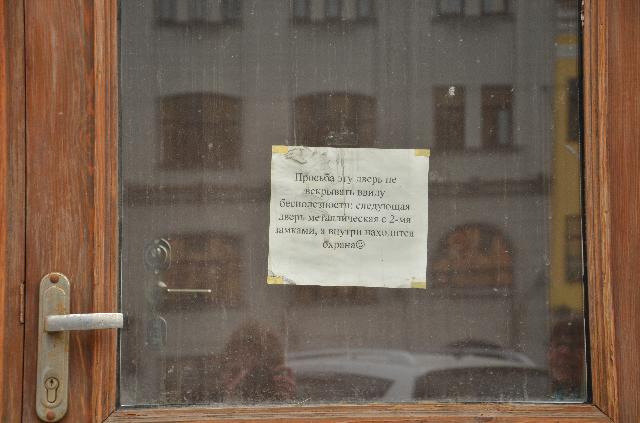 Просьба эту дверь не
вскрывать ввиду
бесполезности: следующая
дверь металлическая с 2-мя
замками, а внутри находится
охрана☺